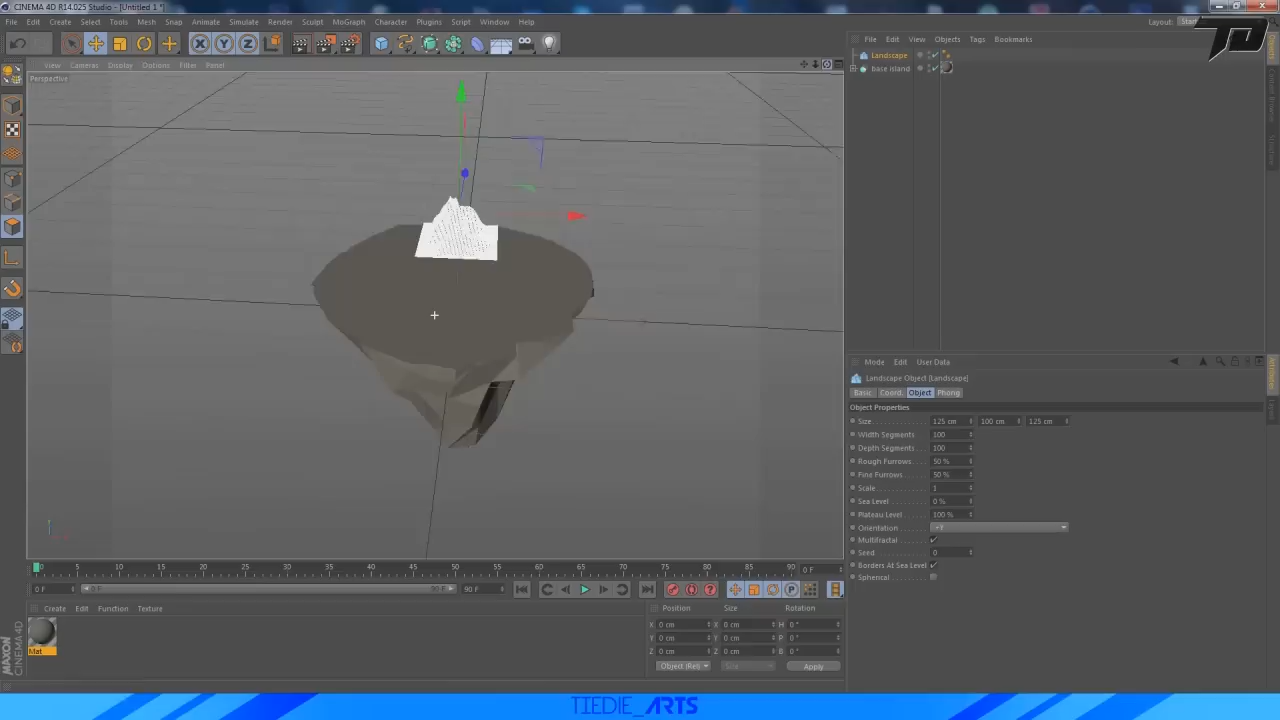 CINEMA 4D R14.025 Studio - [Untitled 1 *]
File Edit Create Select Tools Mesh Snap Animate Simulate Render Sculpt MoGraph Character Plugins Script Window Help
Layout:
View Cameras Display Options Filter Panel
Perspective
File Edit View Objects Tags Bookmarks
Landscape
base island
Mode Edit User Data
Landscape Object [Landscape]
Basic Coord. Object Phong
Object Properties
Size 125 cm 100 cm 125 cm
Width Segments 100
Depth Segments 100
Rough Furrows 50 %
Fine Furrows 50 %
Scale 1
Sea Level 0 %
Plateau Level 100 %
Orientation +Y
Multifractal
Seed 0
Borders At Sea Level
Spherical
0 5 10 15 20 25 30 35 40 45 50 55 60 65 70 75 80 85 90 0 F
0 F 0 F 90 F 90 F
Create Edit Function Texture
Mat
Position Size Rotation
X 0 cm X 0 cm H 0 °
Y 0 cm Y 0 cm P 0 °
Z 0 cm Z 0 cm B 0 °
Object (Rel) Size Apply
MAXON
CINEMA 4D
TIEDIE_ARTS